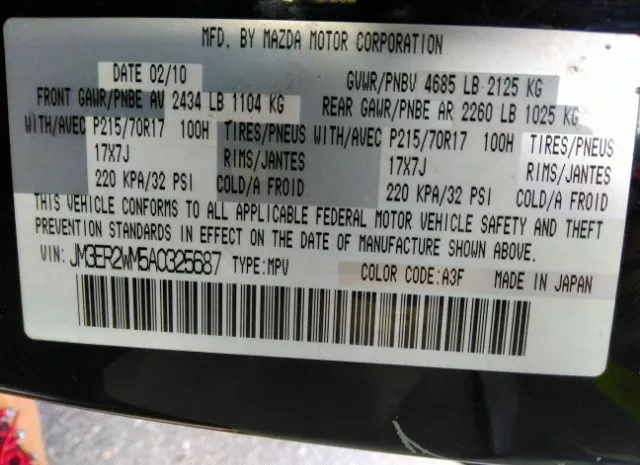 MFD. BY MAZDA MOTOR CORPORATION
DATE 02/10 GVWR/PNBV 4685 LB 2125 KG
FRONT GAWR/PNBE AV 2434 LB 1104 KG REAR GAWR/PNBE AR 2260 LB 1025 KG
WITH/AVEC P215/70R17 100H TIRES/PNEUS WITH/AVEC P215/70R17 100H TIRES/PNEUS
17X7J RIMS/JANTES 17X7J RIMS/JANTES
220 KPA/32 PSI COLD/A FROID 220 KPA/32 PSI COLD/A FROID
THIS VEHICLE CONFORMS TO ALL APPLICABLE FEDERAL MOTOR VEHICLE SAFETY AND THEFT
PREVENTION STANDARDS IN EFFECT ON THE DATE OF MANUFACTURE SHOWN ABOVE.
VIN: JM3ER2WM5A0325687 TYPE:MPV COLOR CODE:A3F MADE IN JAPAN